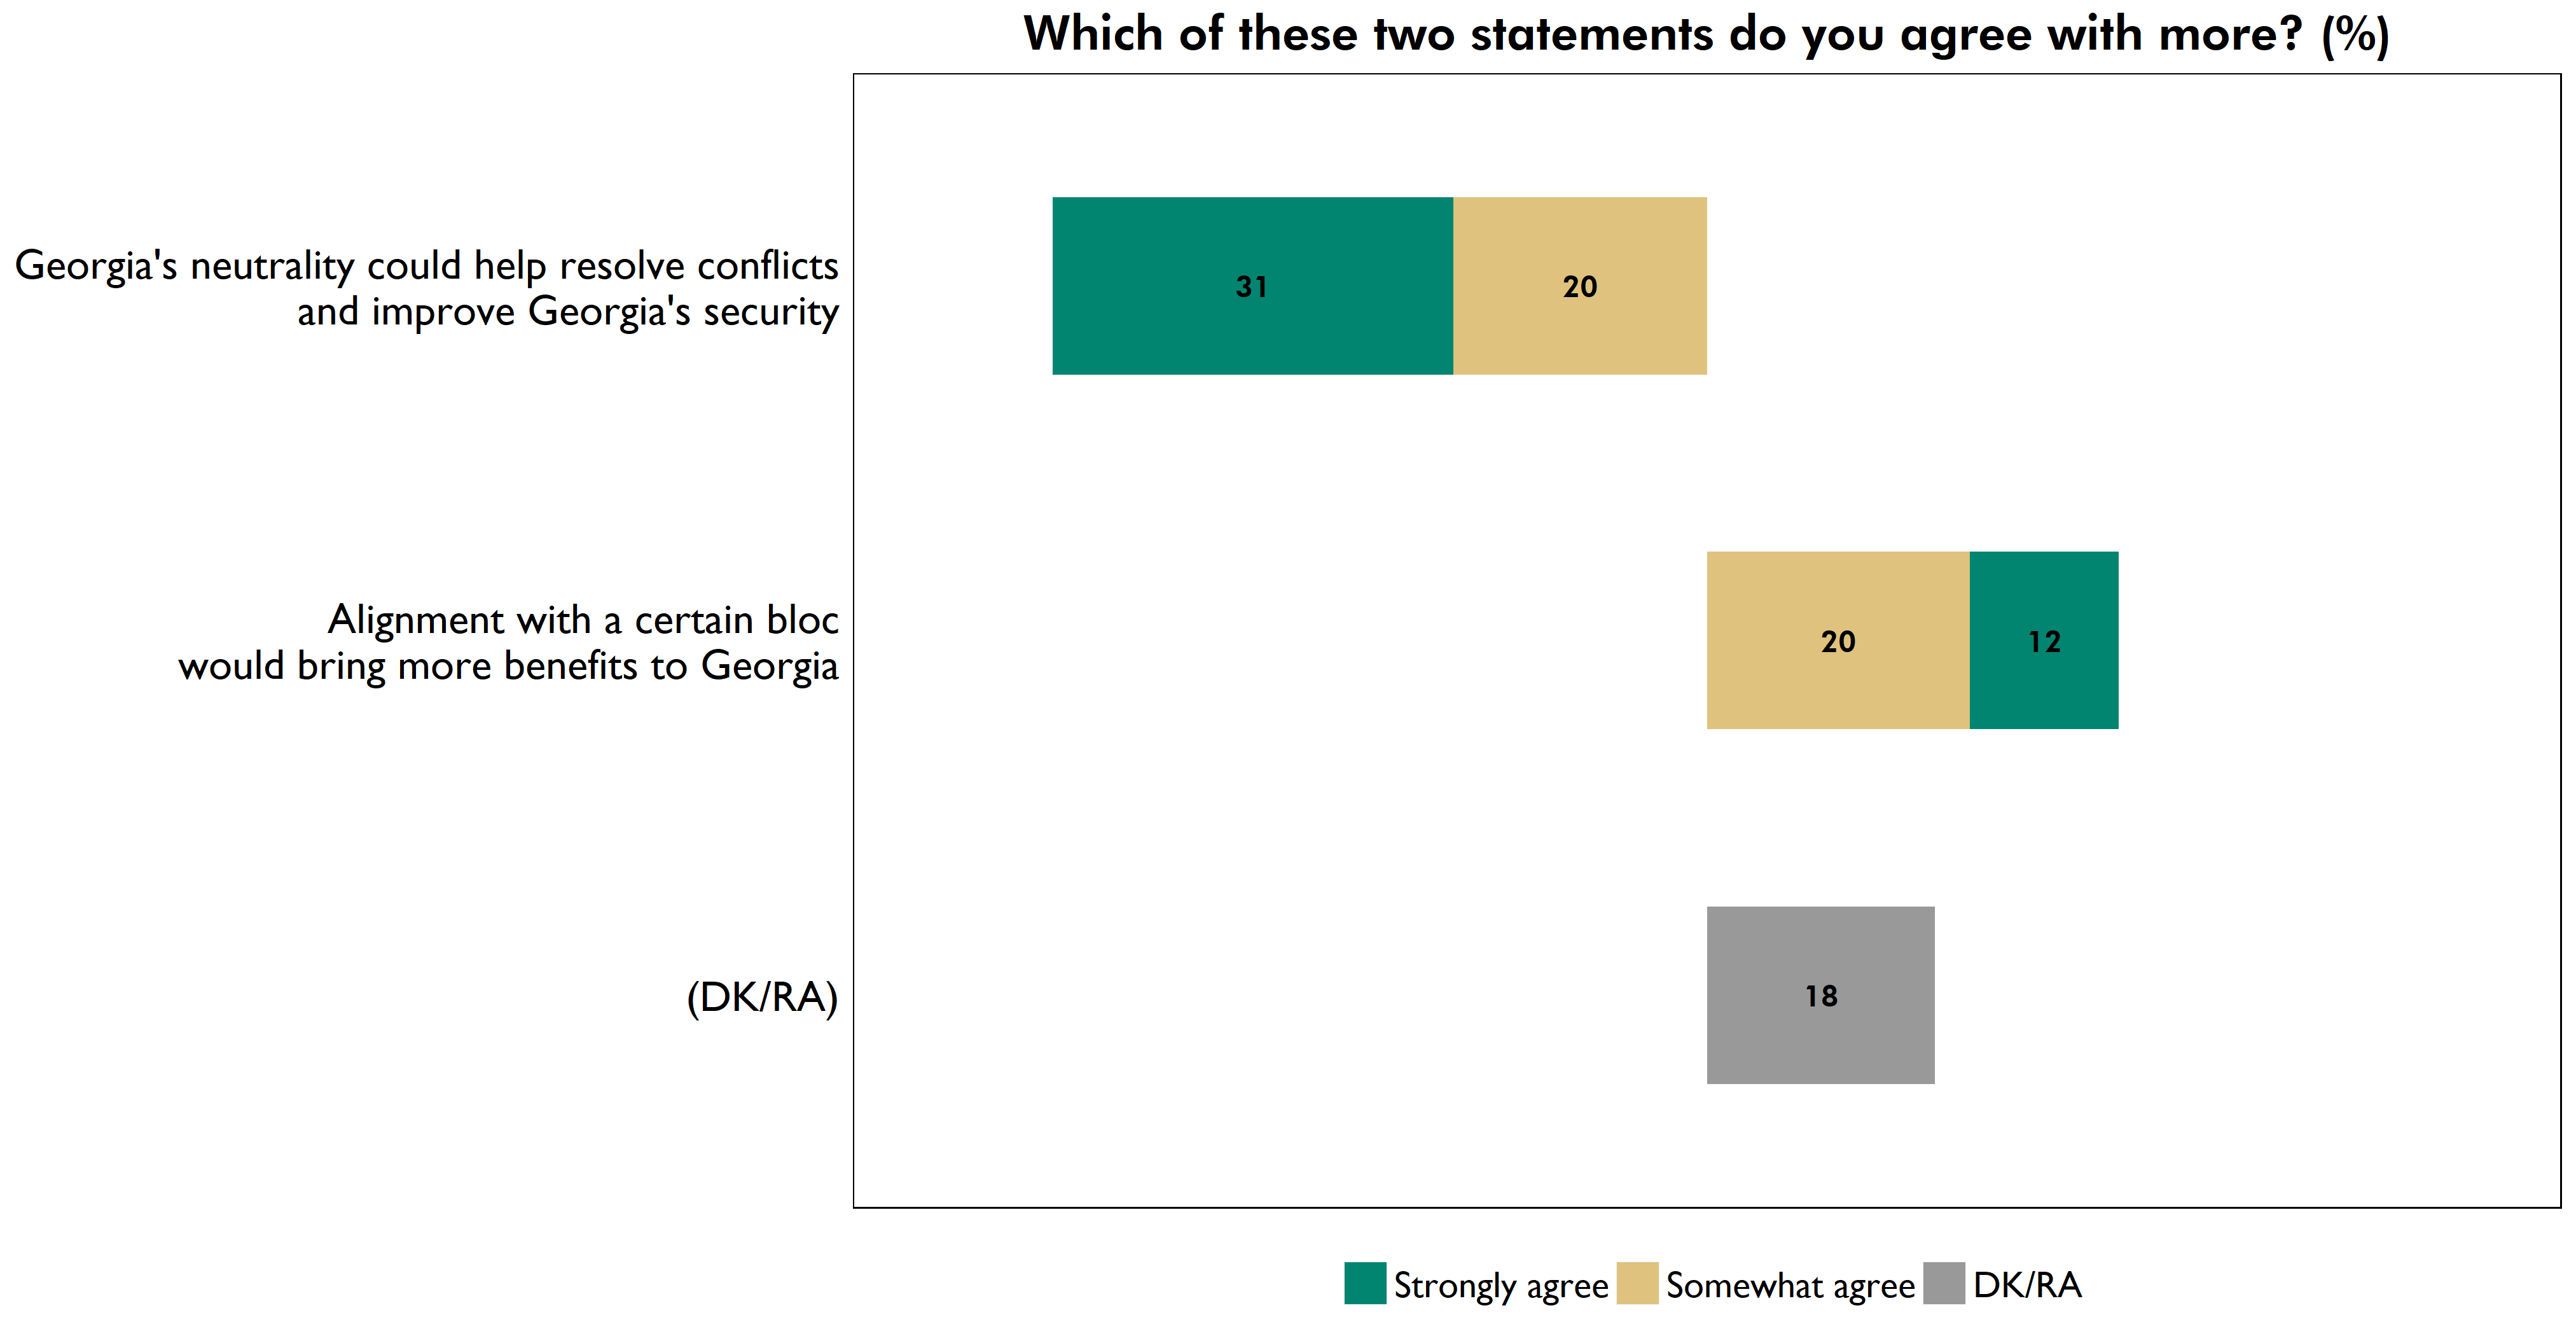 Which of these two statements do you agree with more? (%)
Georgia's neutrality could help resolve conflicts
and improve Georgia's security
31
20
Alignment with a certain bloc
would bring more benefits to Georgia
20
12
(DK/RA)
18
Strongly agree
Somewhat agree
DK/RA